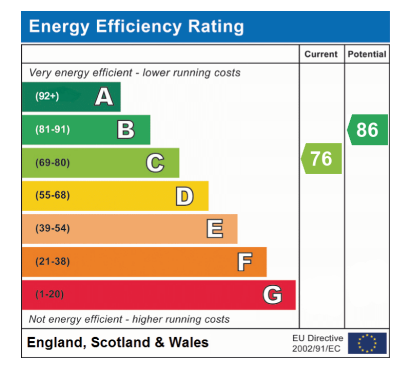 Energy Efficiency Rating
Current Potential
Very energy efficient - lower running costs
(92+) A
(81-91) B
86
(69-80) C
76
(55-68) D
(39-54) E
(21-38) F
(1-20) G
Not energy efficient - higher running costs
England, Scotland & Wales
EU Directive
2002/91/EC